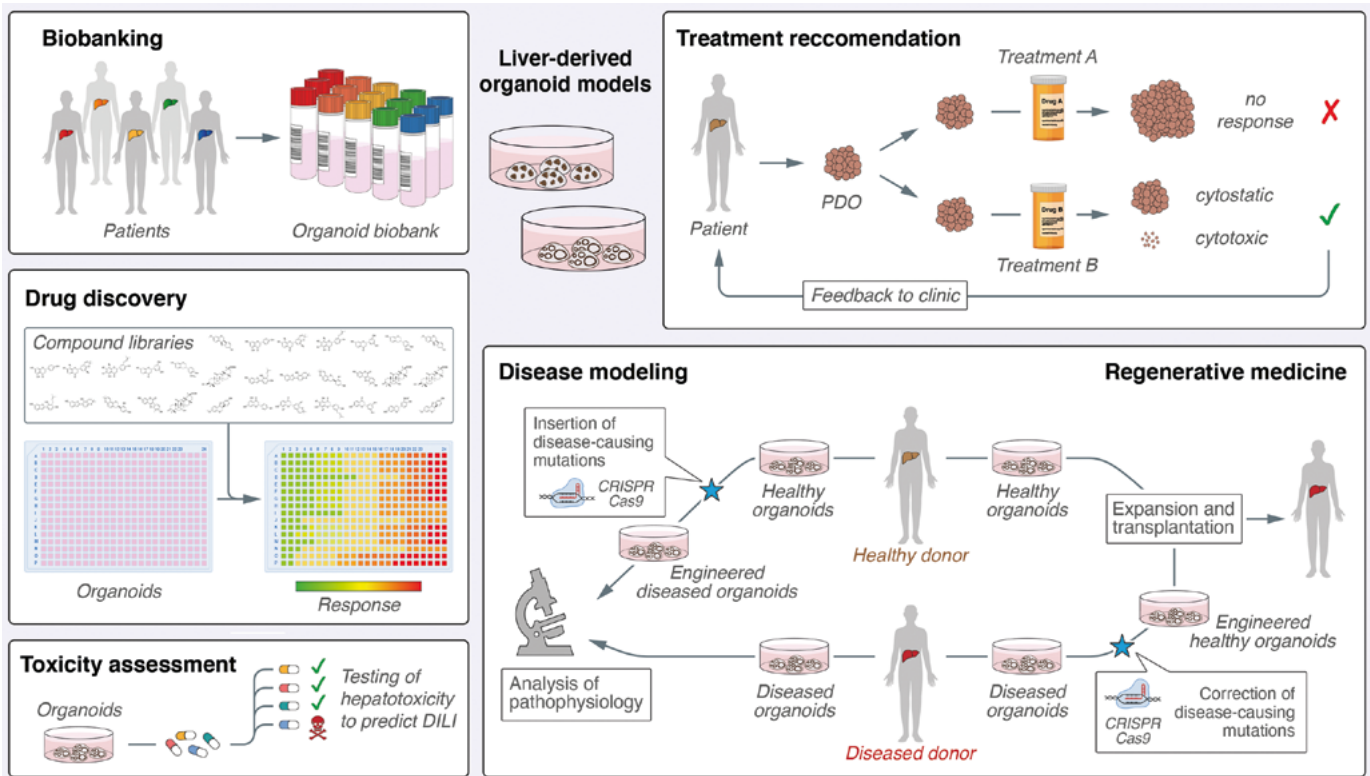 Biobanking
Patients
Organoid biobank
Liver-derived
organoid models
Treatment reccomendation
Treatment A
Drug A
no
response
Patient
PDO
Drug B
cytostatic
cytotoxic
Treatment B
Feedback to clinic
Drug discovery
Compound libraries
Organoids
Response
Toxicity assessment
Organoids
Testing of
hepatotoxicity
to predict DILI
Disease modeling
Regenerative medicine
Insertion of
disease-causing
mutations
CRISPR
Cas9
Healthy
organoids
Healthy donor
Healthy
organoids
Expansion and
transplantation
Engineered
diseased organoids
Engineered
healthy organoids
Analysis of
pathophysiology
Diseased
organoids
Diseased donor
Diseased
organoids
CRISPR
Cas9
Correction of
disease-causing
mutations